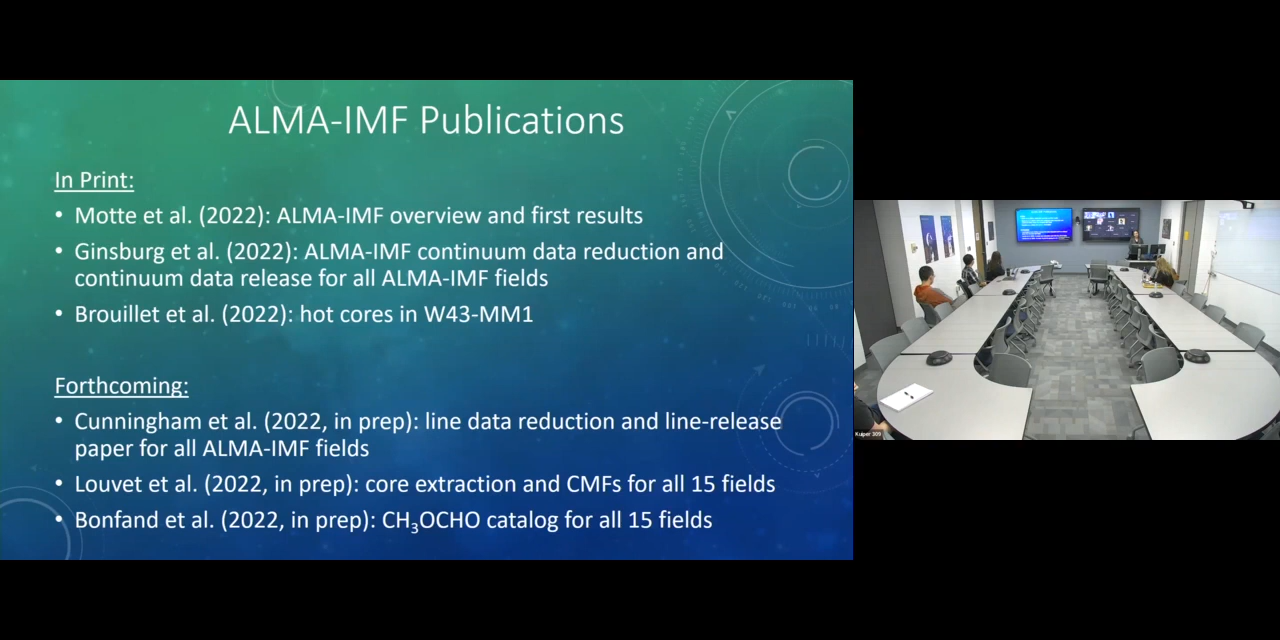 ALMA-IMF Publications
In Print:
• Motte et al. (2022): ALMA-IMF overview and first results
• Ginsburg et al. (2022): ALMA-IMF continuum data reduction and
continuum data release for all ALMA-IMF fields
• Brouillet et al. (2022): hot cores in W43-MM1
Forthcoming:
• Cunningham et al. (2022, in prep): line data reduction and line-release
paper for all ALMA-IMF fields
• Louvet et al. (2022, in prep): core extraction and CMFs for all 15 fields
• Bonfand et al. (2022, in prep): CH₃OCHO catalog for all 15 fields
Kuiper 309